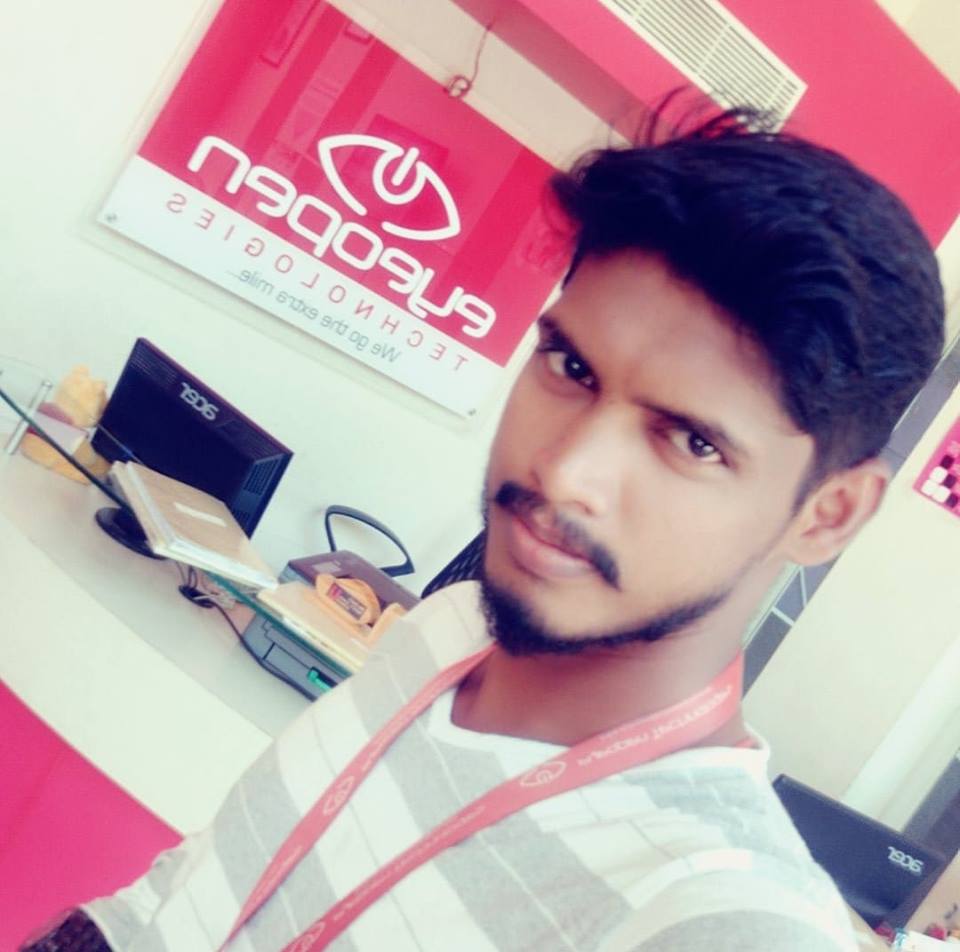 eyeopen
TECHNOLOGIES
We go the extra mile...
acer
acer